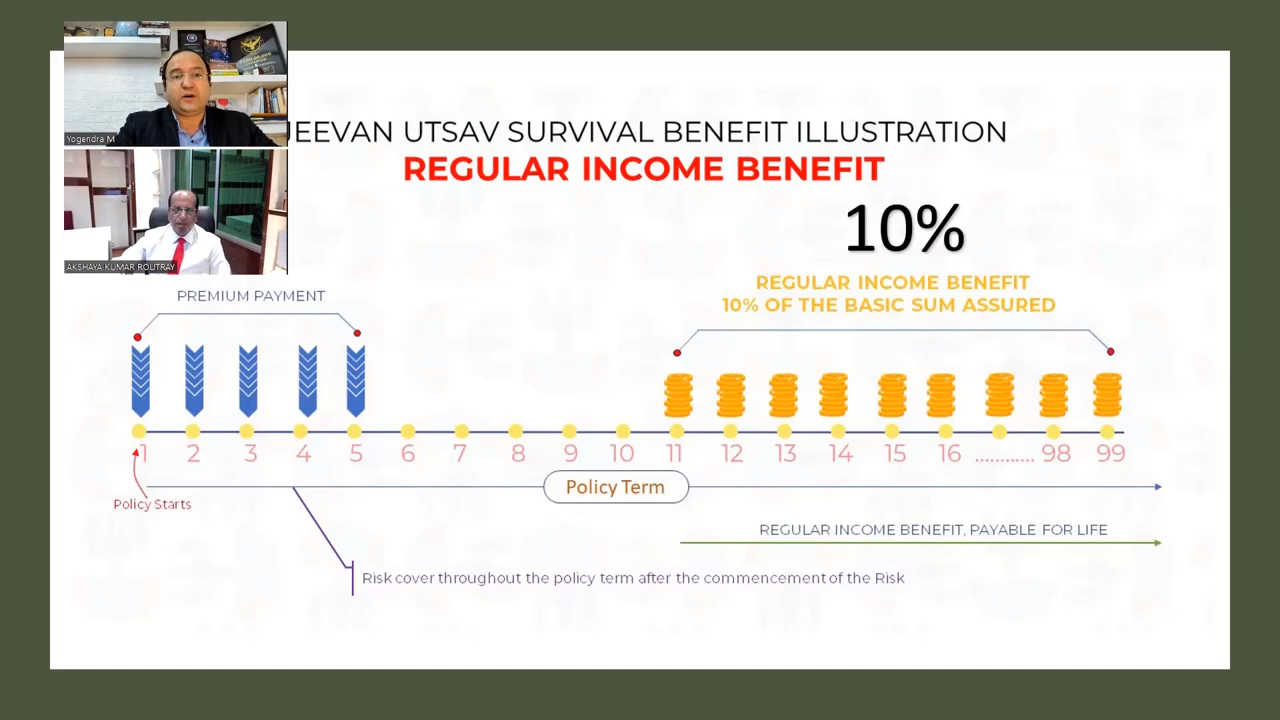 Yogendra M
AKSHAYA KUMAR ROUTRAY
JEEVAN UTSAV SURVIVAL BENEFIT ILLUSTRATION
REGULAR INCOME BENEFIT
10%
REGULAR INCOME BENEFIT
10% OF THE BASIC SUM ASSURED
PREMIUM PAYMENT
1 2 3 4 5 6 7 8 9 10 11 12 13 14 15 16 ............ 98 99
Policy Starts
Policy Term
REGULAR INCOME BENEFIT, PAYABLE FOR LIFE
Risk cover throughout the policy term after the commencement of the Risk